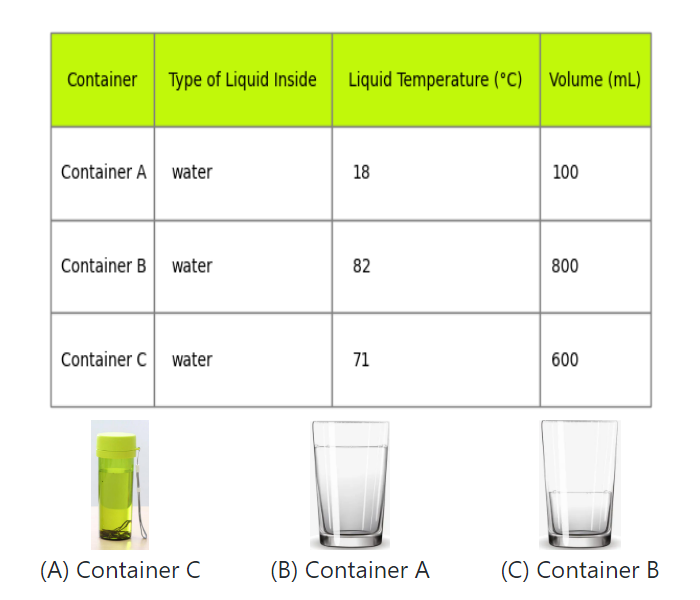 Container Type of Liquid Inside Liquid Temperature (°C) Volume (mL)
Container A water 18 100
Container B water 82 800
Container C water 71 600
(A) Container C (B) Container A (C) Container B